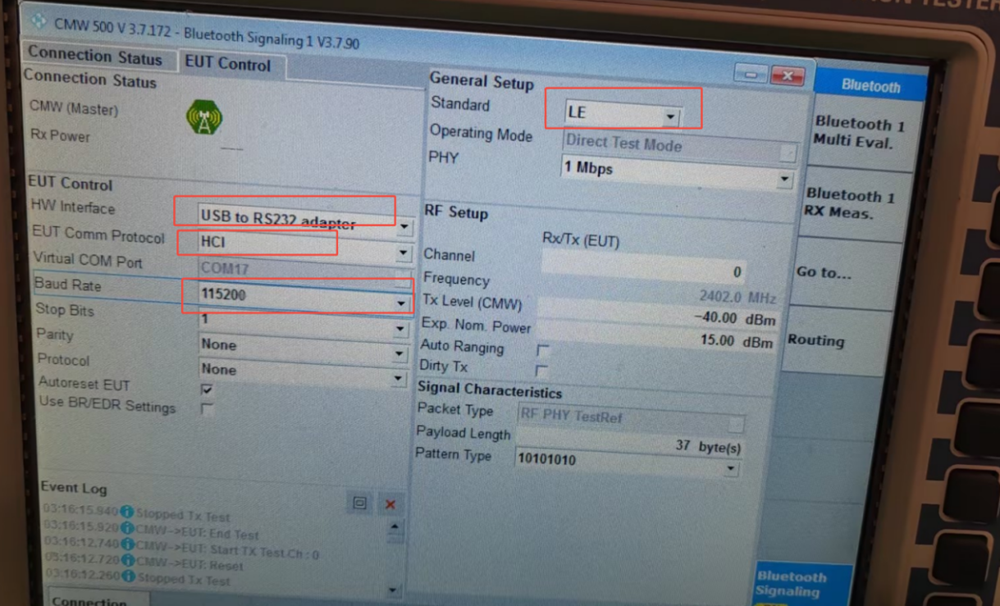 ION TESTER
CMW 500 V 3.7.172 - Bluetooth Signaling 1 V3.7.90
Connection Status
EUT Control
Connection Status
CMW (Master)
Rx Power
EUT Control
HW Interface
USB to RS232 adapter
EUT Comm Protocol
HCI
Virtual COM Port
COM17
Baud Rate
115200
Stop Bits
1
Parity
None
Protocol
None
Autoreset EUT
Use BR/EDR Settings
Event Log
03:16:15.940 Stopped Tx Test
03:16:15.920 CMW->EUT: End Test
03:16:12.740 CMW->EUT: Start TX Test Ch : 0
03:16:12.720 CMW->EUT: Reset
03:16:12.260 Stopped Tx Test
Connection
General Setup
Standard
LE
Operating Mode
Direct Test Mode
PHY
1 Mbps
RF Setup
Rx/Tx (EUT)
Channel
0
Frequency
2402.0 MHz
Tx Level (CMW)
-40.00 dBm
Exp. Nom. Power
15.00 dBm
Auto Ranging
Dirty Tx
Signal Characteristics
Packet Type
RF PHY TestRef
Payload Length
37 byte(s)
Pattern Type
10101010
Bluetooth
Bluetooth 1
Multi Eval.
Bluetooth 1
RX Meas.
Go to...
Routing
Bluetooth
Signaling